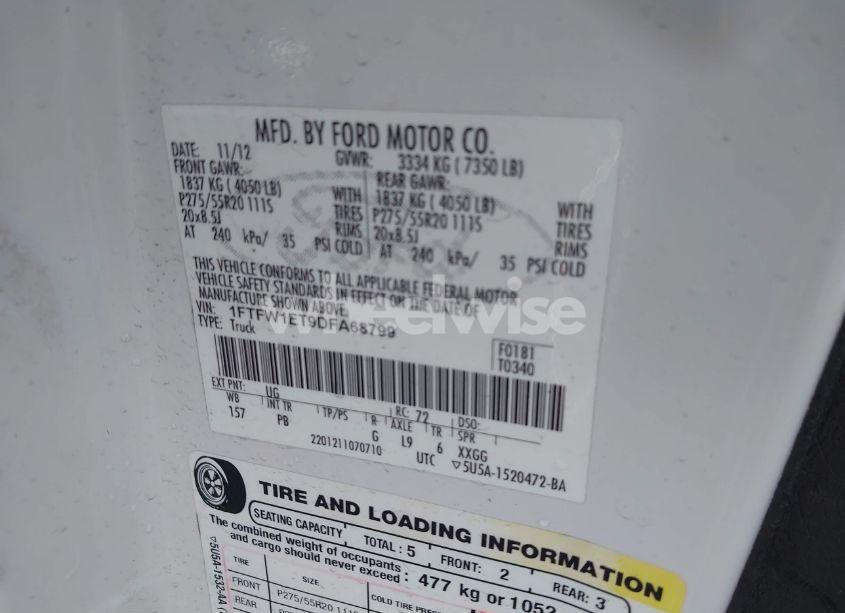 MFD. BY FORD MOTOR CO.
DATE: 11/12 GVWR: 3334 KG ( 7350 LB)
FRONT GAWR: REAR GAWR:
1837 KG ( 4050 LB) WITH 1837 KG ( 4050 LB) WITH
P275/55R20 111S TIRES P275/55R20 111S TIRES
20x8.5J RIMS 20x8.5J RIMS
AT 240 kPa/ 35 PSI COLD AT 240 kPa/ 35 PSI COLD
THIS VEHICLE CONFORMS TO ALL APPLICABLE FEDERAL MOTOR
VEHICLE SAFETY STANDARDS IN EFFECT ON THE DATE OF
MANUFACTURE SHOWN ABOVE
VIN: 1FTFW1ET9DFA68799
TYPE: Truck
F0181
T0340
EXT PNT: UG RC: 72 DSO:
WB INT TR TP/PS R AXLE TR SPR
157 PB G L9 6 XXGG
2201211070710 UTC ▽5U5A-1520472-BA
wheelwise
TIRE AND LOADING INFORMATION
SEATING CAPACITY TOTAL : 5 FRONT: 2 REAR: 3
The combined weight of occupants
and cargo should never exceed : 477 kg or 1052
TIRE SIZE COLD TIRE
FRONT P275/55R20 111S
REAR
▽5U5A-1532-AA